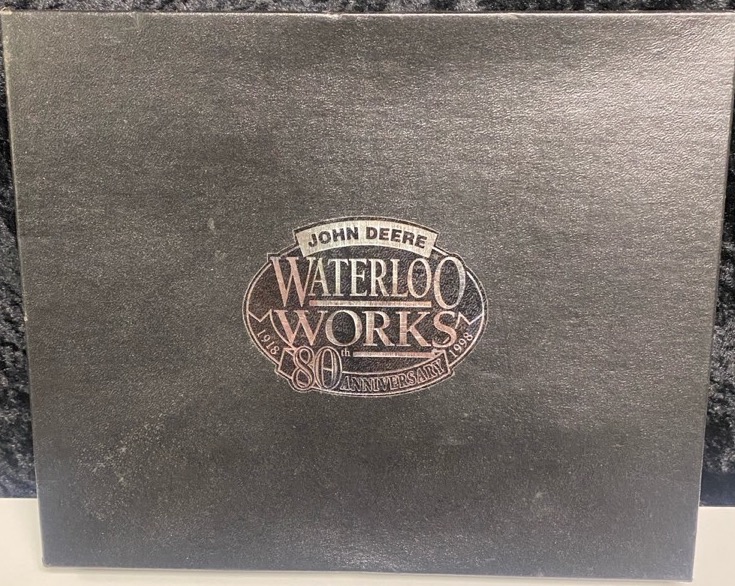 JOHN DEERE
WATERLOO
WORKS
1918 80th ANNIVERSARY 1998